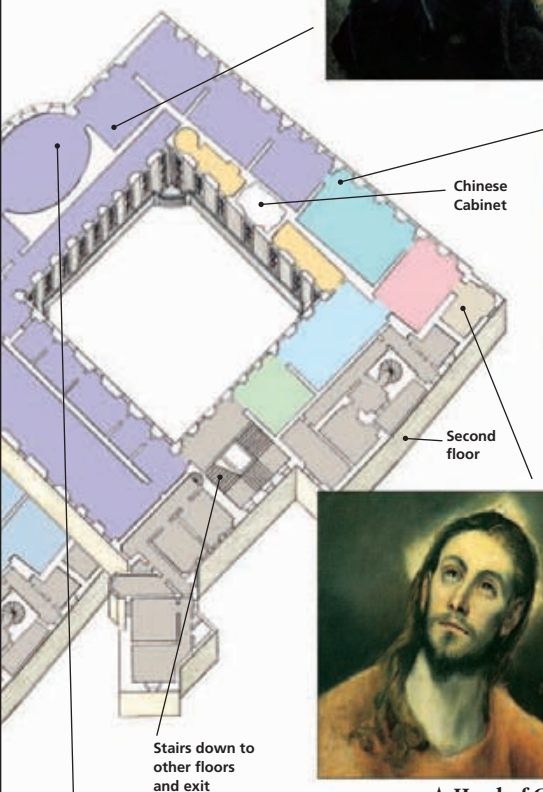 Chinese
Cabinet
Second
floor
Stairs down to
other floors
and exit